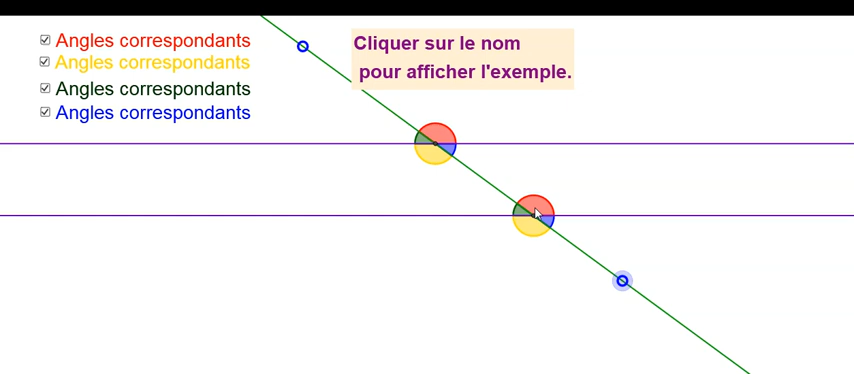 Angles correspondants
Angles correspondants
Angles correspondants
Angles correspondants
Cliquer sur le nom
pour afficher l'exemple.